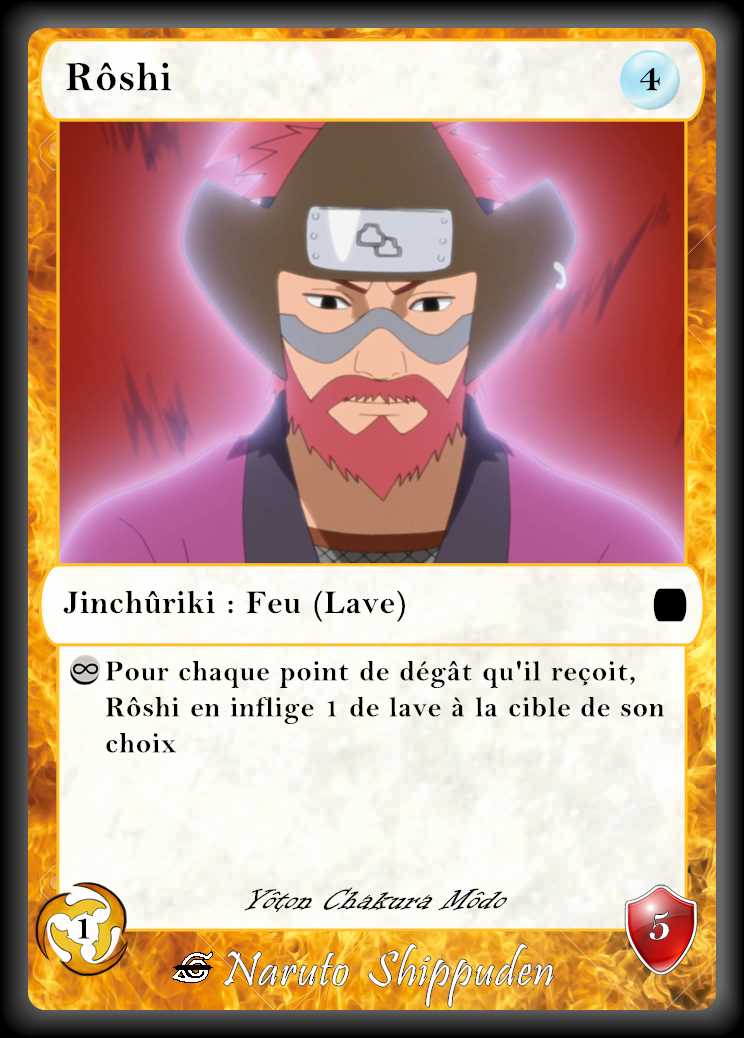 Rôshi
4
Jinchûriki : Feu (Lave)
Pour chaque point de dégât qu'il reçoit,
Rôshi en inflige 1 de lave à la cible de son
choix
Yôton Chakura Môdo
1
5
Naruto Shippuden